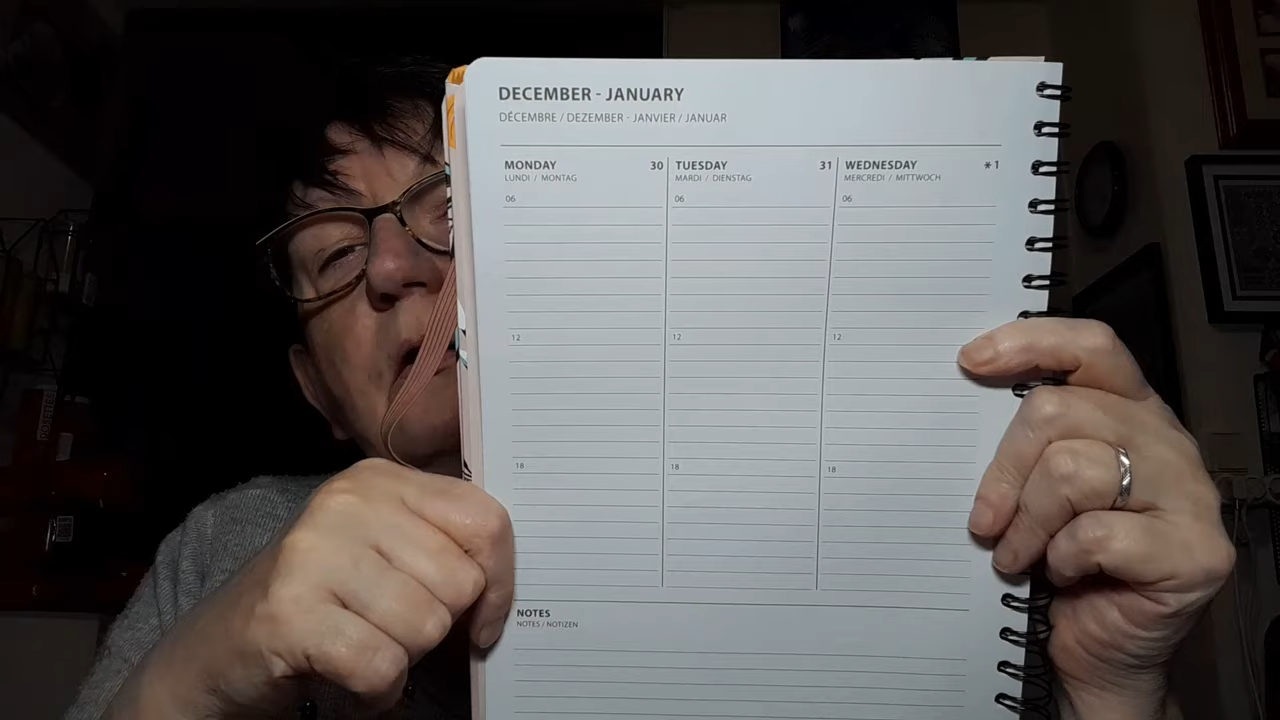 DECEMBER - JANUARY
DÉCEMBRE / DEZEMBER · JANVIER / JANUAR
MONDAY 30
LUNDI / MONTAG
06
12
18
TUESDAY 31
MARDI / DIENSTAG
06
12
18
WEDNESDAY *1
MERCREDI / MITTWOCH
06
12
18
NOTES
NOTES / NOTIZEN